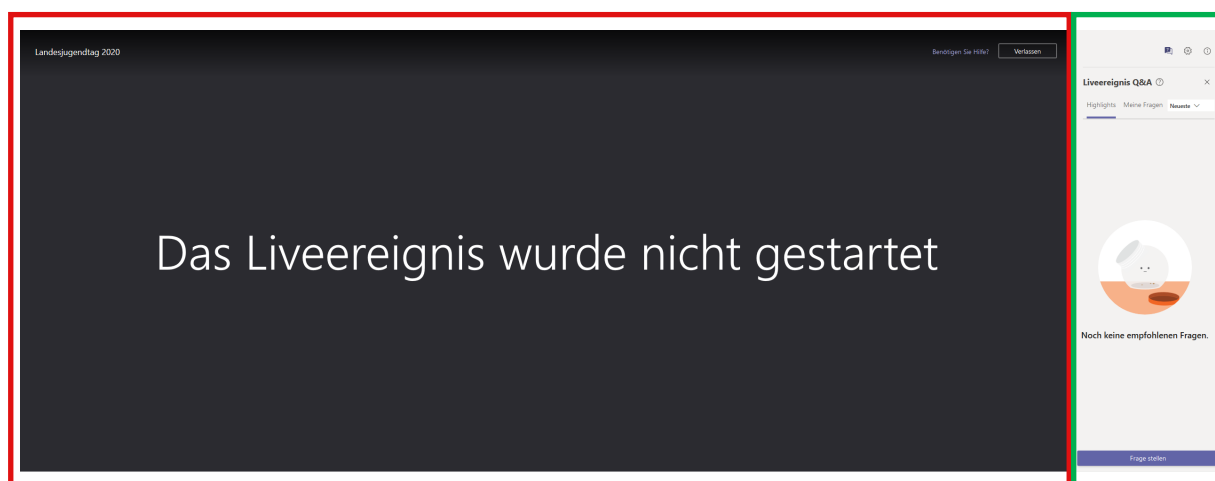 Landesjugendtag 2020
Benötigen Sie Hilfe? Verlassen
Das Liveereignis wurde nicht gestartet
Liveereignis Q&A
Highlights Meine Fragen Neueste
Noch keine empfohlenen Fragen.
Frage stellen